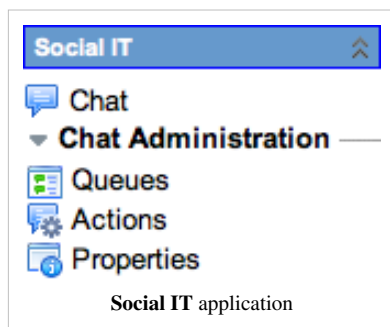 Social IT
Chat
Chat Administration
Queues
Actions
Properties
Social IT application